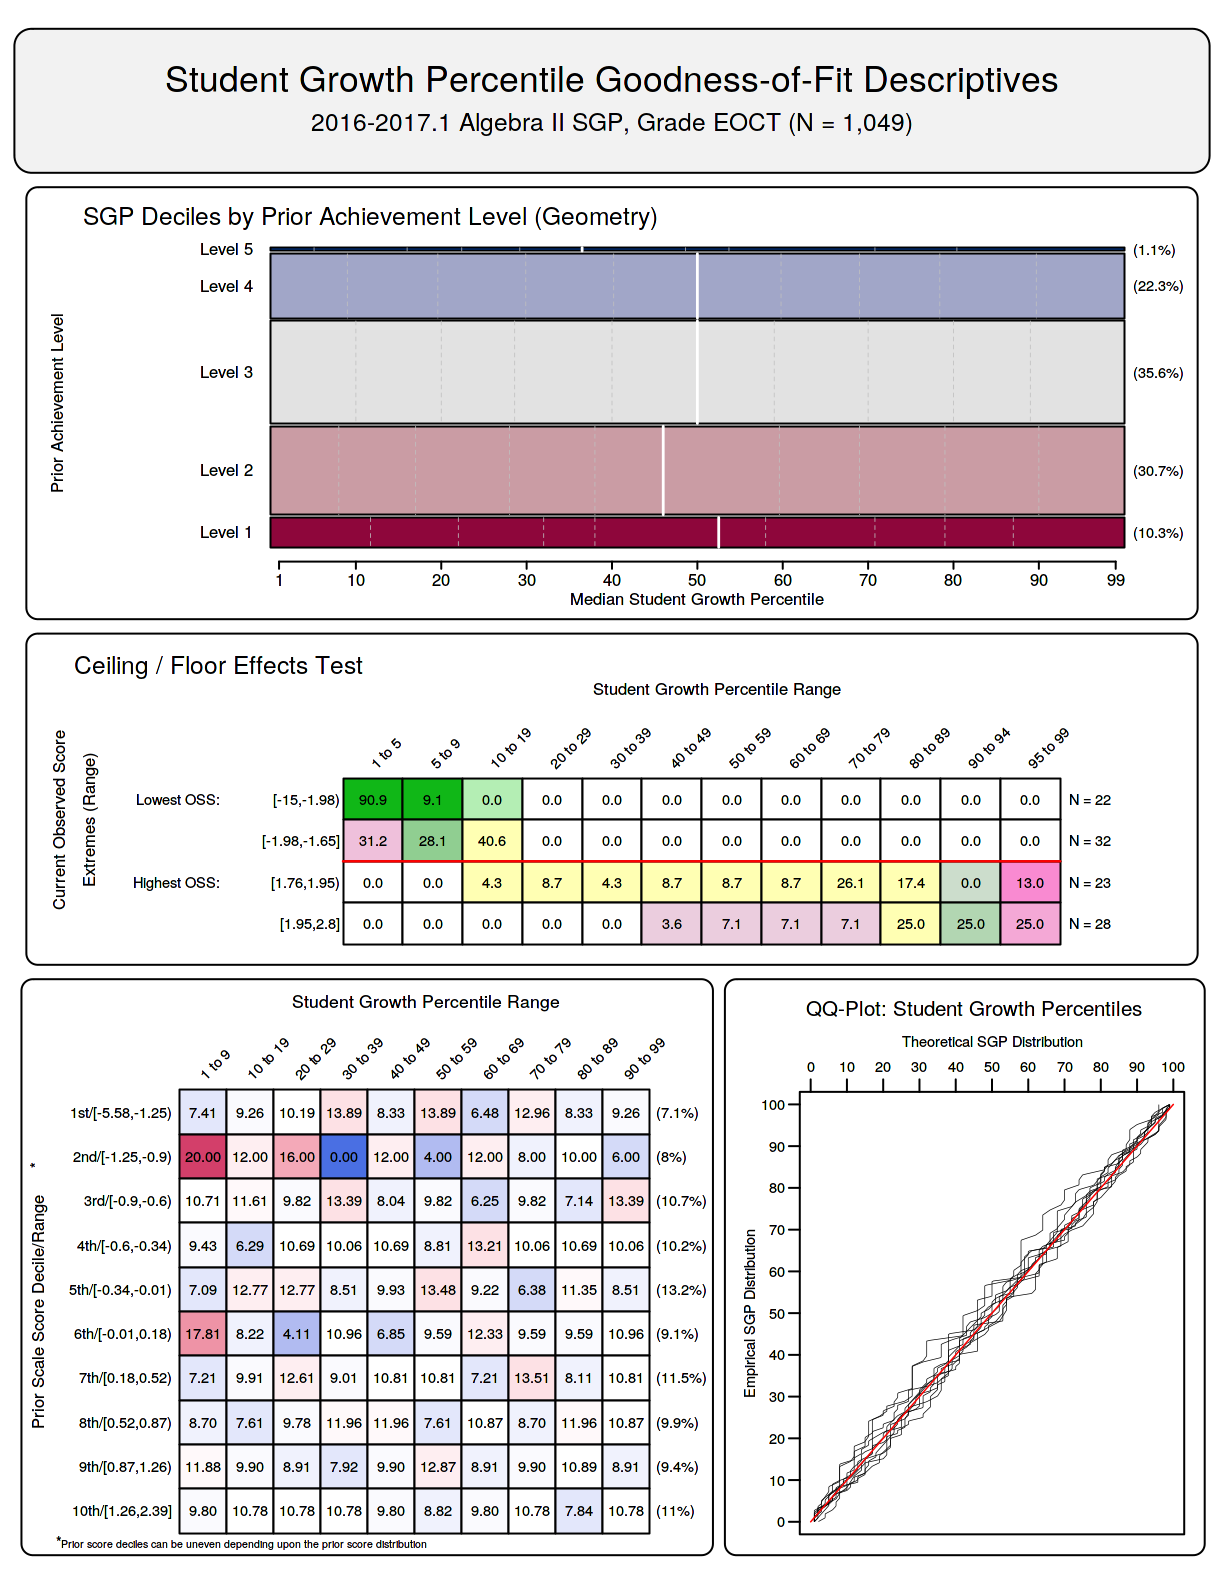 Student Growth Percentile Goodness-of-Fit Descriptives
2016-2017.1 Algebra II SGP, Grade EOCT (N = 1,049)
SGP Deciles by Prior Achievement Level (Geometry)
Prior Achievement Level
Level 5 (1.1%)
Level 4 (22.3%)
Level 3 (35.6%)
Level 2 (30.7%)
Level 1 (10.3%)
1 10 20 30 40 50 60 70 80 90 99
Median Student Growth Percentile
Ceiling / Floor Effects Test
Student Growth Percentile Range
Current Observed Score
Extremes (Range)
1 to 5 5 to 9 10 to 19 20 to 29 30 to 39 40 to 49 50 to 59 60 to 69 70 to 79 80 to 89 90 to 94 95 to 99
Lowest OSS: [-15,-1.98) 90.9 9.1 0.0 0.0 0.0 0.0 0.0 0.0 0.0 0.0 0.0 0.0 N = 22
[-1.98,-1.65] 31.2 28.1 40.6 0.0 0.0 0.0 0.0 0.0 0.0 0.0 0.0 0.0 N = 32
Highest OSS: [1.76,1.95) 0.0 0.0 4.3 8.7 4.3 8.7 8.7 8.7 26.1 17.4 0.0 13.0 N = 23
[1.95,2.8] 0.0 0.0 0.0 0.0 0.0 3.6 7.1 7.1 7.1 25.0 25.0 25.0 N = 28
Student Growth Percentile Range
Prior Scale Score Decile/Range *
1 to 9 10 to 19 20 to 29 30 to 39 40 to 49 50 to 59 60 to 69 70 to 79 80 to 89 90 to 99
1st/[-5.58,-1.25) 7.41 9.26 10.19 13.89 8.33 13.89 6.48 12.96 8.33 9.26 (7.1%)
2nd/[-1.25,-0.9) 20.00 12.00 16.00 0.00 12.00 4.00 12.00 8.00 10.00 6.00 (8%)
3rd/[-0.9,-0.6) 10.71 11.61 9.82 13.39 8.04 9.82 6.25 9.82 7.14 13.39 (10.7%)
4th/[-0.6,-0.34) 9.43 6.29 10.69 10.06 10.69 8.81 13.21 10.06 10.69 10.06 (10.2%)
5th/[-0.34,-0.01) 7.09 12.77 12.77 8.51 9.93 13.48 9.22 6.38 11.35 8.51 (13.2%)
6th/[-0.01,0.18) 17.81 8.22 4.11 10.96 6.85 9.59 12.33 9.59 9.59 10.96 (9.1%)
7th/[0.18,0.52) 7.21 9.91 12.61 9.01 10.81 10.81 7.21 13.51 8.11 10.81 (11.5%)
8th/[0.52,0.87) 8.70 7.61 9.78 11.96 11.96 7.61 10.87 8.70 11.96 10.87 (9.9%)
9th/[0.87,1.26) 11.88 9.90 8.91 7.92 9.90 12.87 8.91 9.90 10.89 8.91 (9.4%)
10th/[1.26,2.39] 9.80 10.78 10.78 10.78 9.80 8.82 9.80 10.78 7.84 10.78 (11%)
*Prior score deciles can be uneven depending upon the prior score distribution
QQ-Plot: Student Growth Percentiles
Theoretical SGP Distribution
0 10 20 30 40 50 60 70 80 90 100
Empirical SGP Distribution
100
90
80
70
60
50
40
30
20
10
0